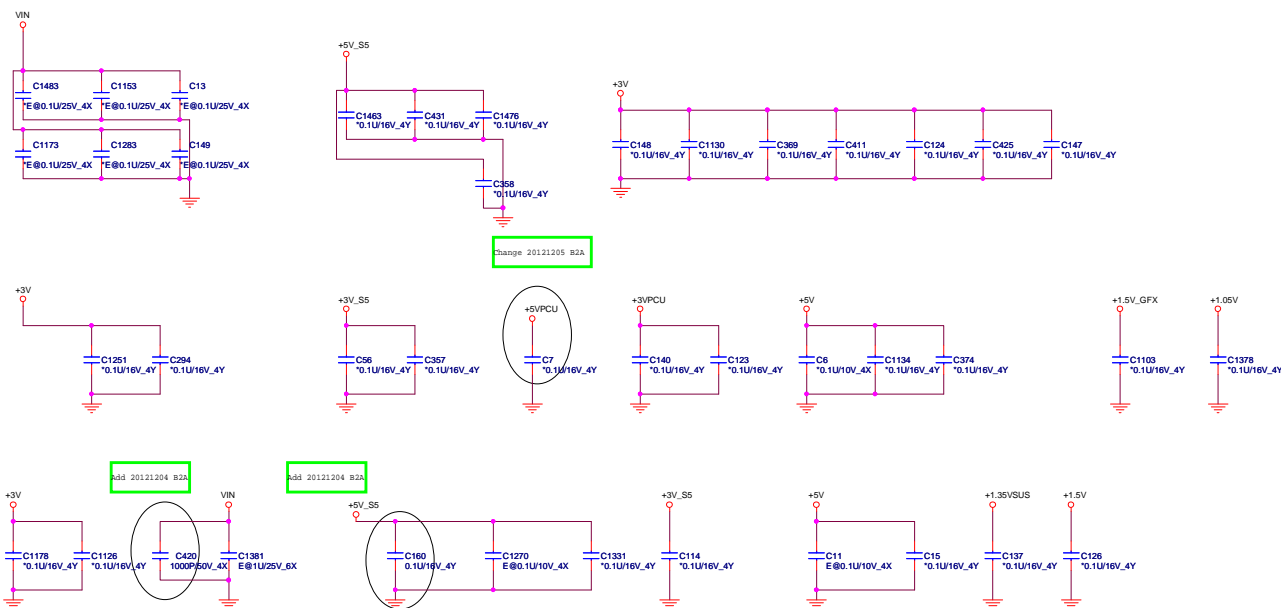 VIN
C1483
*E@0.1U/25V_4X
C1153
*E@0.1U/25V_4X
C13
*E@0.1U/25V_4X
C1173
*E@0.1U/25V_4X
C1283
*E@0.1U/25V_4X
C149
*E@0.1U/25V_4X
+5V_S5
C1463
*0.1U/16V_4Y
C431
*0.1U/16V_4Y
C1476
*0.1U/16V_4Y
C358
*0.1U/16V_4Y
+3V
C148
*0.1U/16V_4Y
C1130
*0.1U/16V_4Y
C369
*0.1U/16V_4Y
C411
*0.1U/16V_4Y
C124
*0.1U/16V_4Y
C425
*0.1U/16V_4Y
C147
*0.1U/16V_4Y
Change 20121205 B2A
+3V
C1251
*0.1U/16V_4Y
C294
*0.1U/16V_4Y
+3V_S5
C56
*0.1U/16V_4Y
C357
*0.1U/16V_4Y
+5VPCU
C7
*0.1U/16V_4Y
+3VPCU
C140
*0.1U/16V_4Y
C123
*0.1U/16V_4Y
+5V
C6
*0.1U/10V_4X
C1134
*0.1U/16V_4Y
C374
*0.1U/16V_4Y
+1.5V_GFX
C1103
*0.1U/16V_4Y
+1.05V
C1378
*0.1U/16V_4Y
Add 20121204 B2A
Add 20121204 B2A
+3V
C1178
*0.1U/16V_4Y
C1126
*0.1U/16V_4Y
VIN
C420
1000P/50V_4X
C1381
E@1U/25V_6X
+5V_S5
C160
0.1U/16V_4Y
C1270
E@0.1U/10V_4X
C1331
*0.1U/16V_4Y
+3V_S5
C114
*0.1U/16V_4Y
+5V
C11
E@0.1U/10V_4X
C15
*0.1U/16V_4Y
+1.35VSUS
C137
*0.1U/16V_4Y
+1.5V
C126
*0.1U/16V_4Y